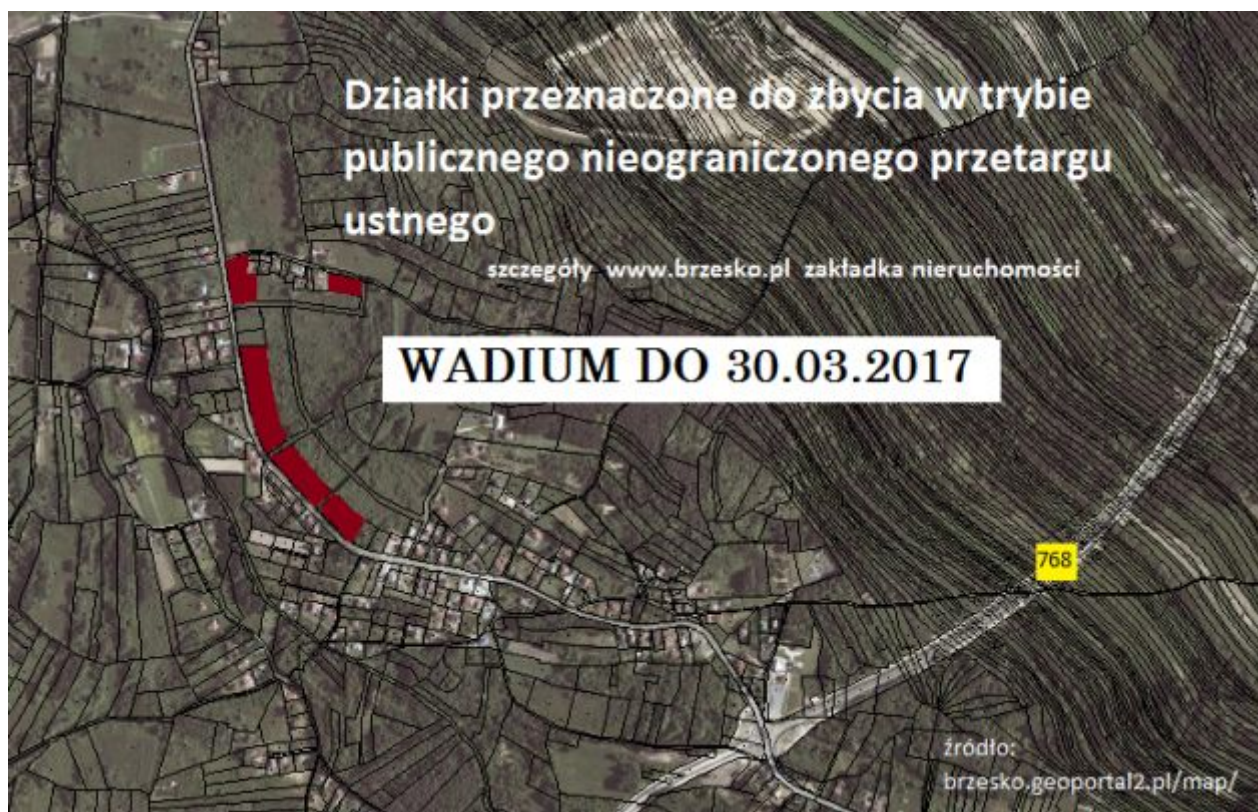 Działki przeznaczone do zbycia w trybie
publicznego nieograniczonego przetargu
ustnego
szczegóły www.brzesko.pl zakładka nieruchomości
WADIUM DO 30.03.2017
768
źródło:
brzesko.geoportal2.pl/map/